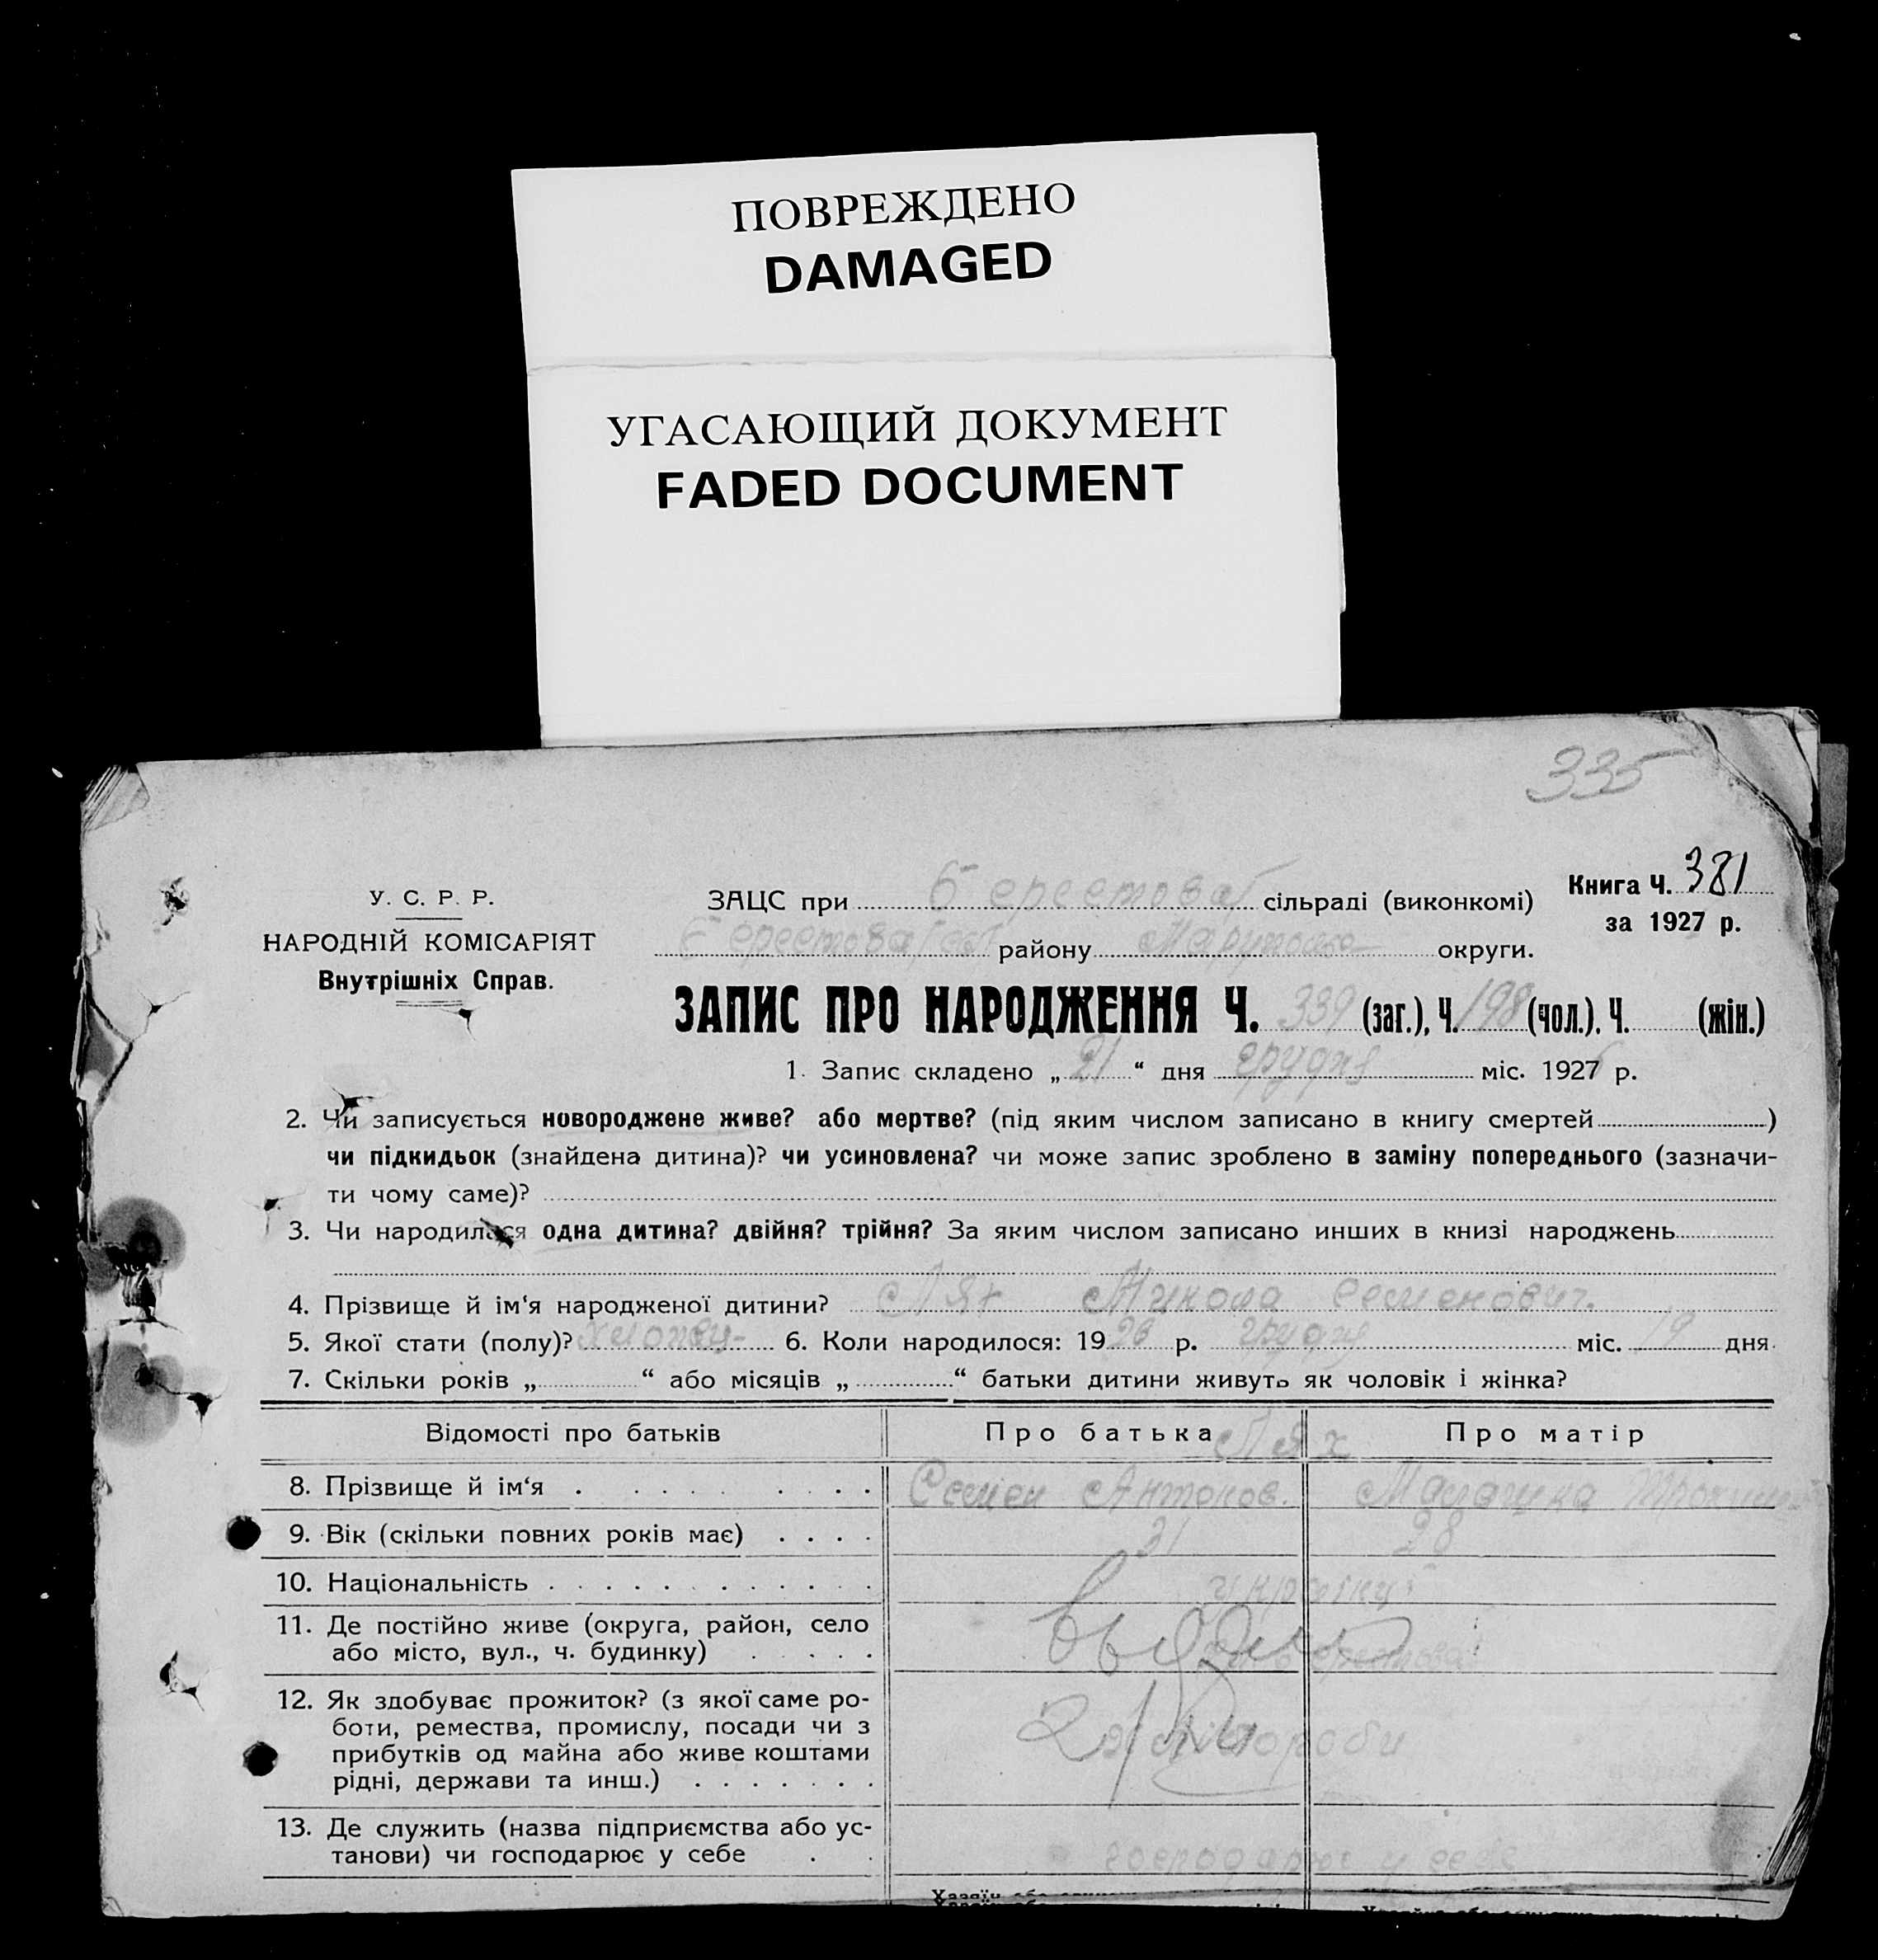 ПОВРЕЖДЕНО
DAMAGED
УГАСАЮЩИЙ ДОКУМЕНТ
FADED DOCUMENT
335
У. С. Р. Р.
НАРОДНІЙ КОМІСАРІЯТ
Внутрішніх Справ.
Книга Ч. 381
за 1927 р.
ЗАЦС при сільраді (виконкомі)
району округи.
ЗАПИС ПРО НАРОДЖЕННЯ Ч. 339 (заг.), Ч. 198 (чол.). Ч. (жін.)
1. Запис складено „ 21 “ дня грудня міс. 1927 р.
2. Чи записується новороджене живе? або мертве? (під яким числом записано в книгу смертей )
чи підкидьок (знайдена дитина)? чи усиновлена? чи може запис зроблено в заміну попереднього (зазначи-
ти чому саме)?
3. Чи народилася одна дитина? двійня? трійня? За яким числом записано инших в книзі народжень
4. Прізвище й ім‘я народженої дитини? Лях Микола Семенович.
5. Якої стати (полу)? хлопець 6. Коли народилося: 1926 р. грудня міс. 19 дня.
7. Скільки років „ “ або місяців „ “ батьки дитини живуть як чоловік і жінка?
Відомості про батьків Про батька Про матір
Лях
8. Прізвище й ім‘я Семен Антонов. Малашка
9. Вік (скільки повних років має) 31 28
10. Національність українці
11. Де постійно живе (округа, район, село
або місто, вул., ч. будинку)
12. Як здобуває прожиток? (з якої саме ро-
боти, ремества, промислу, посади чи з
прибутків од майна або живе коштами
рідні, держави та инш.)
хлібороби
13. Де служить (назва підприємства або ус-
танови) чи господарює у себе
господарює у себе